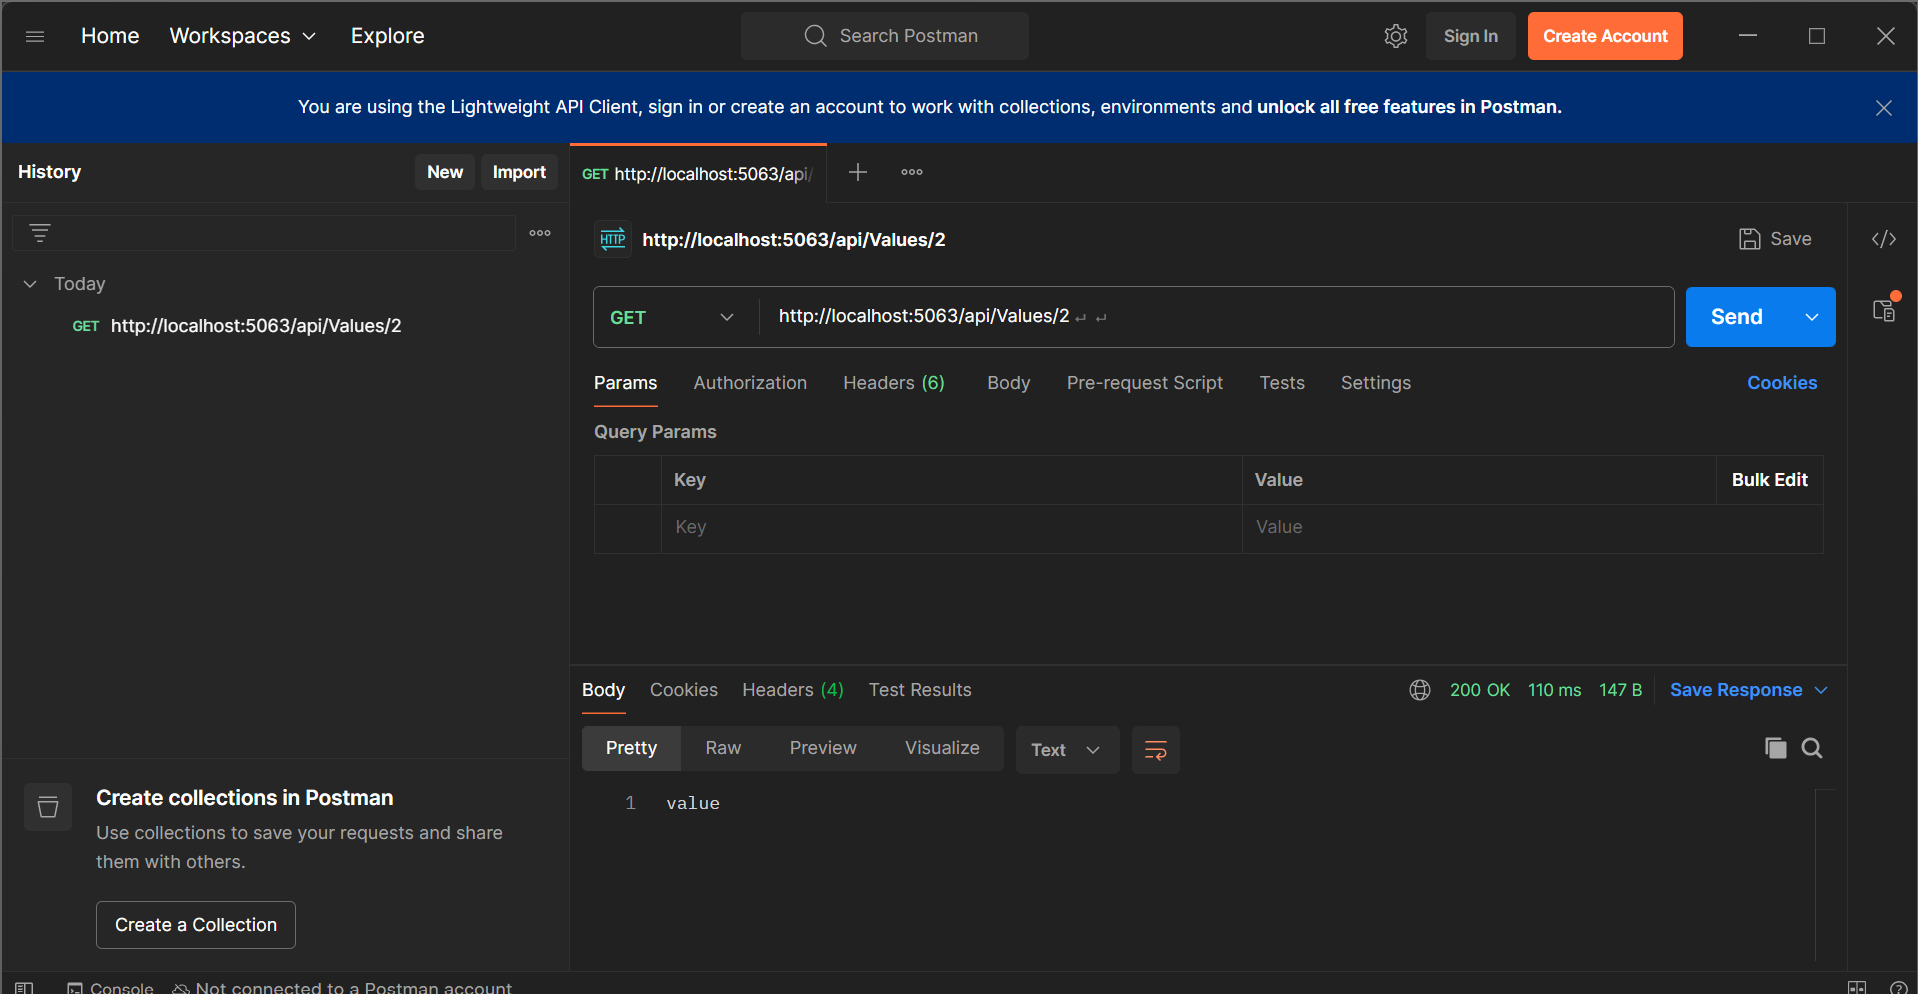 Home Workspaces Explore
Search Postman
Sign In Create Account
You are using the Lightweight API Client, sign in or create an account to work with collections, environments and unlock all free features in Postman.
History
New Import
GET http://localhost:5063/api/
HTTP http://localhost:5063/api/Values/2
Save
Today
GET http://localhost:5063/api/Values/2
GET http://localhost:5063/api/Values/2 ↵ ↵
Send
Params Authorization Headers (6) Body Pre-request Script Tests Settings
Cookies
Query Params
Key Value Bulk Edit
Key Value
Body Cookies Headers (4) Test Results
200 OK 110 ms 147 B Save Response
Pretty Raw Preview Visualize Text
1 value
Create collections in Postman
Use collections to save your requests and share
them with others.
Create a Collection
Console Not connected to a Postman account